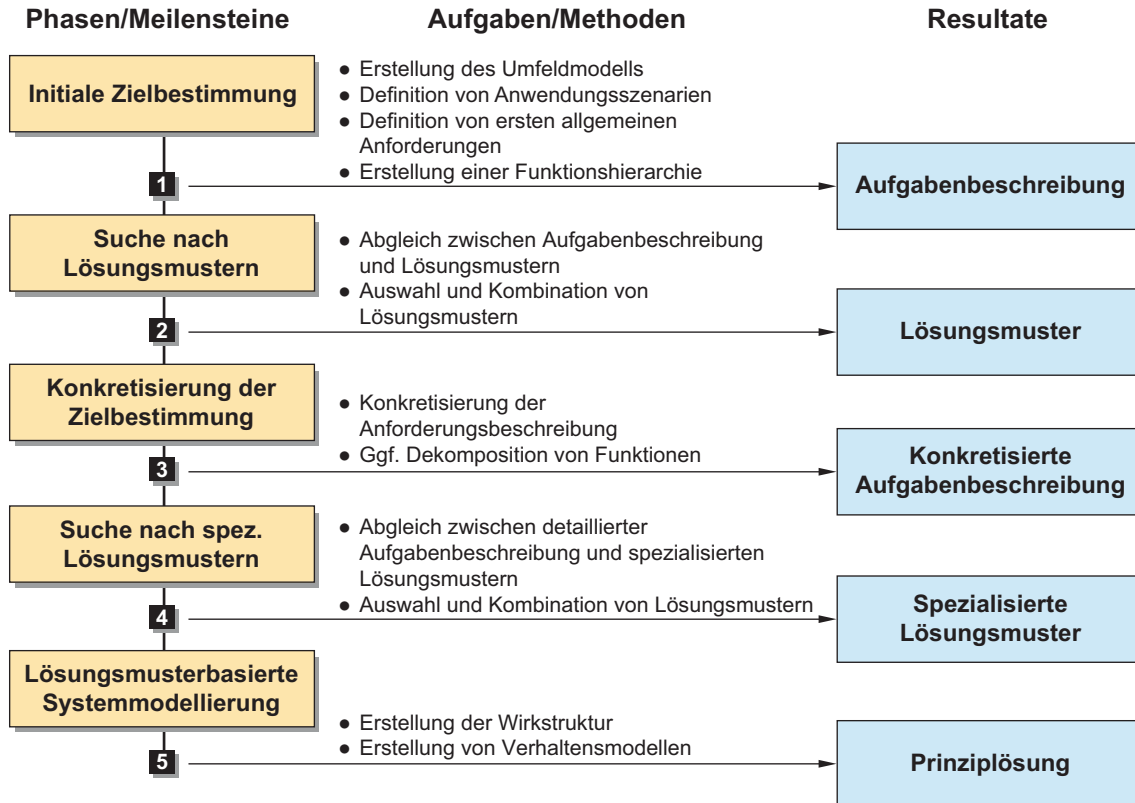 Phasen/Meilensteine
Aufgaben/Methoden
Resultate
Initiale Zielbestimmung
● Erstellung des Umfeldmodells
● Definition von Anwendungsszenarien
● Definition von ersten allgemeinen
Anforderungen
● Erstellung einer Funktionshierarchie
1
Aufgabenbeschreibung
Suche nach
Lösungsmustern
● Abgleich zwischen Aufgabenbeschreibung
und Lösungsmustern
● Auswahl und Kombination von
Lösungsmustern
2
Lösungsmuster
Konkretisierung der
Zielbestimmung
● Konkretisierung der
Anforderungsbeschreibung
● Ggf. Dekomposition von Funktionen
3
Konkretisierte
Aufgabenbeschreibung
Suche nach spez.
Lösungsmustern
● Abgleich zwischen detaillierter
Aufgabenbeschreibung und spezialisierten
Lösungsmustern
● Auswahl und Kombination von Lösungsmustern
4
Spezialisierte
Lösungsmuster
Lösungsmusterbasierte
Systemmodellierung
● Erstellung der Wirkstruktur
● Erstellung von Verhaltensmodellen
5
Prinziplösung